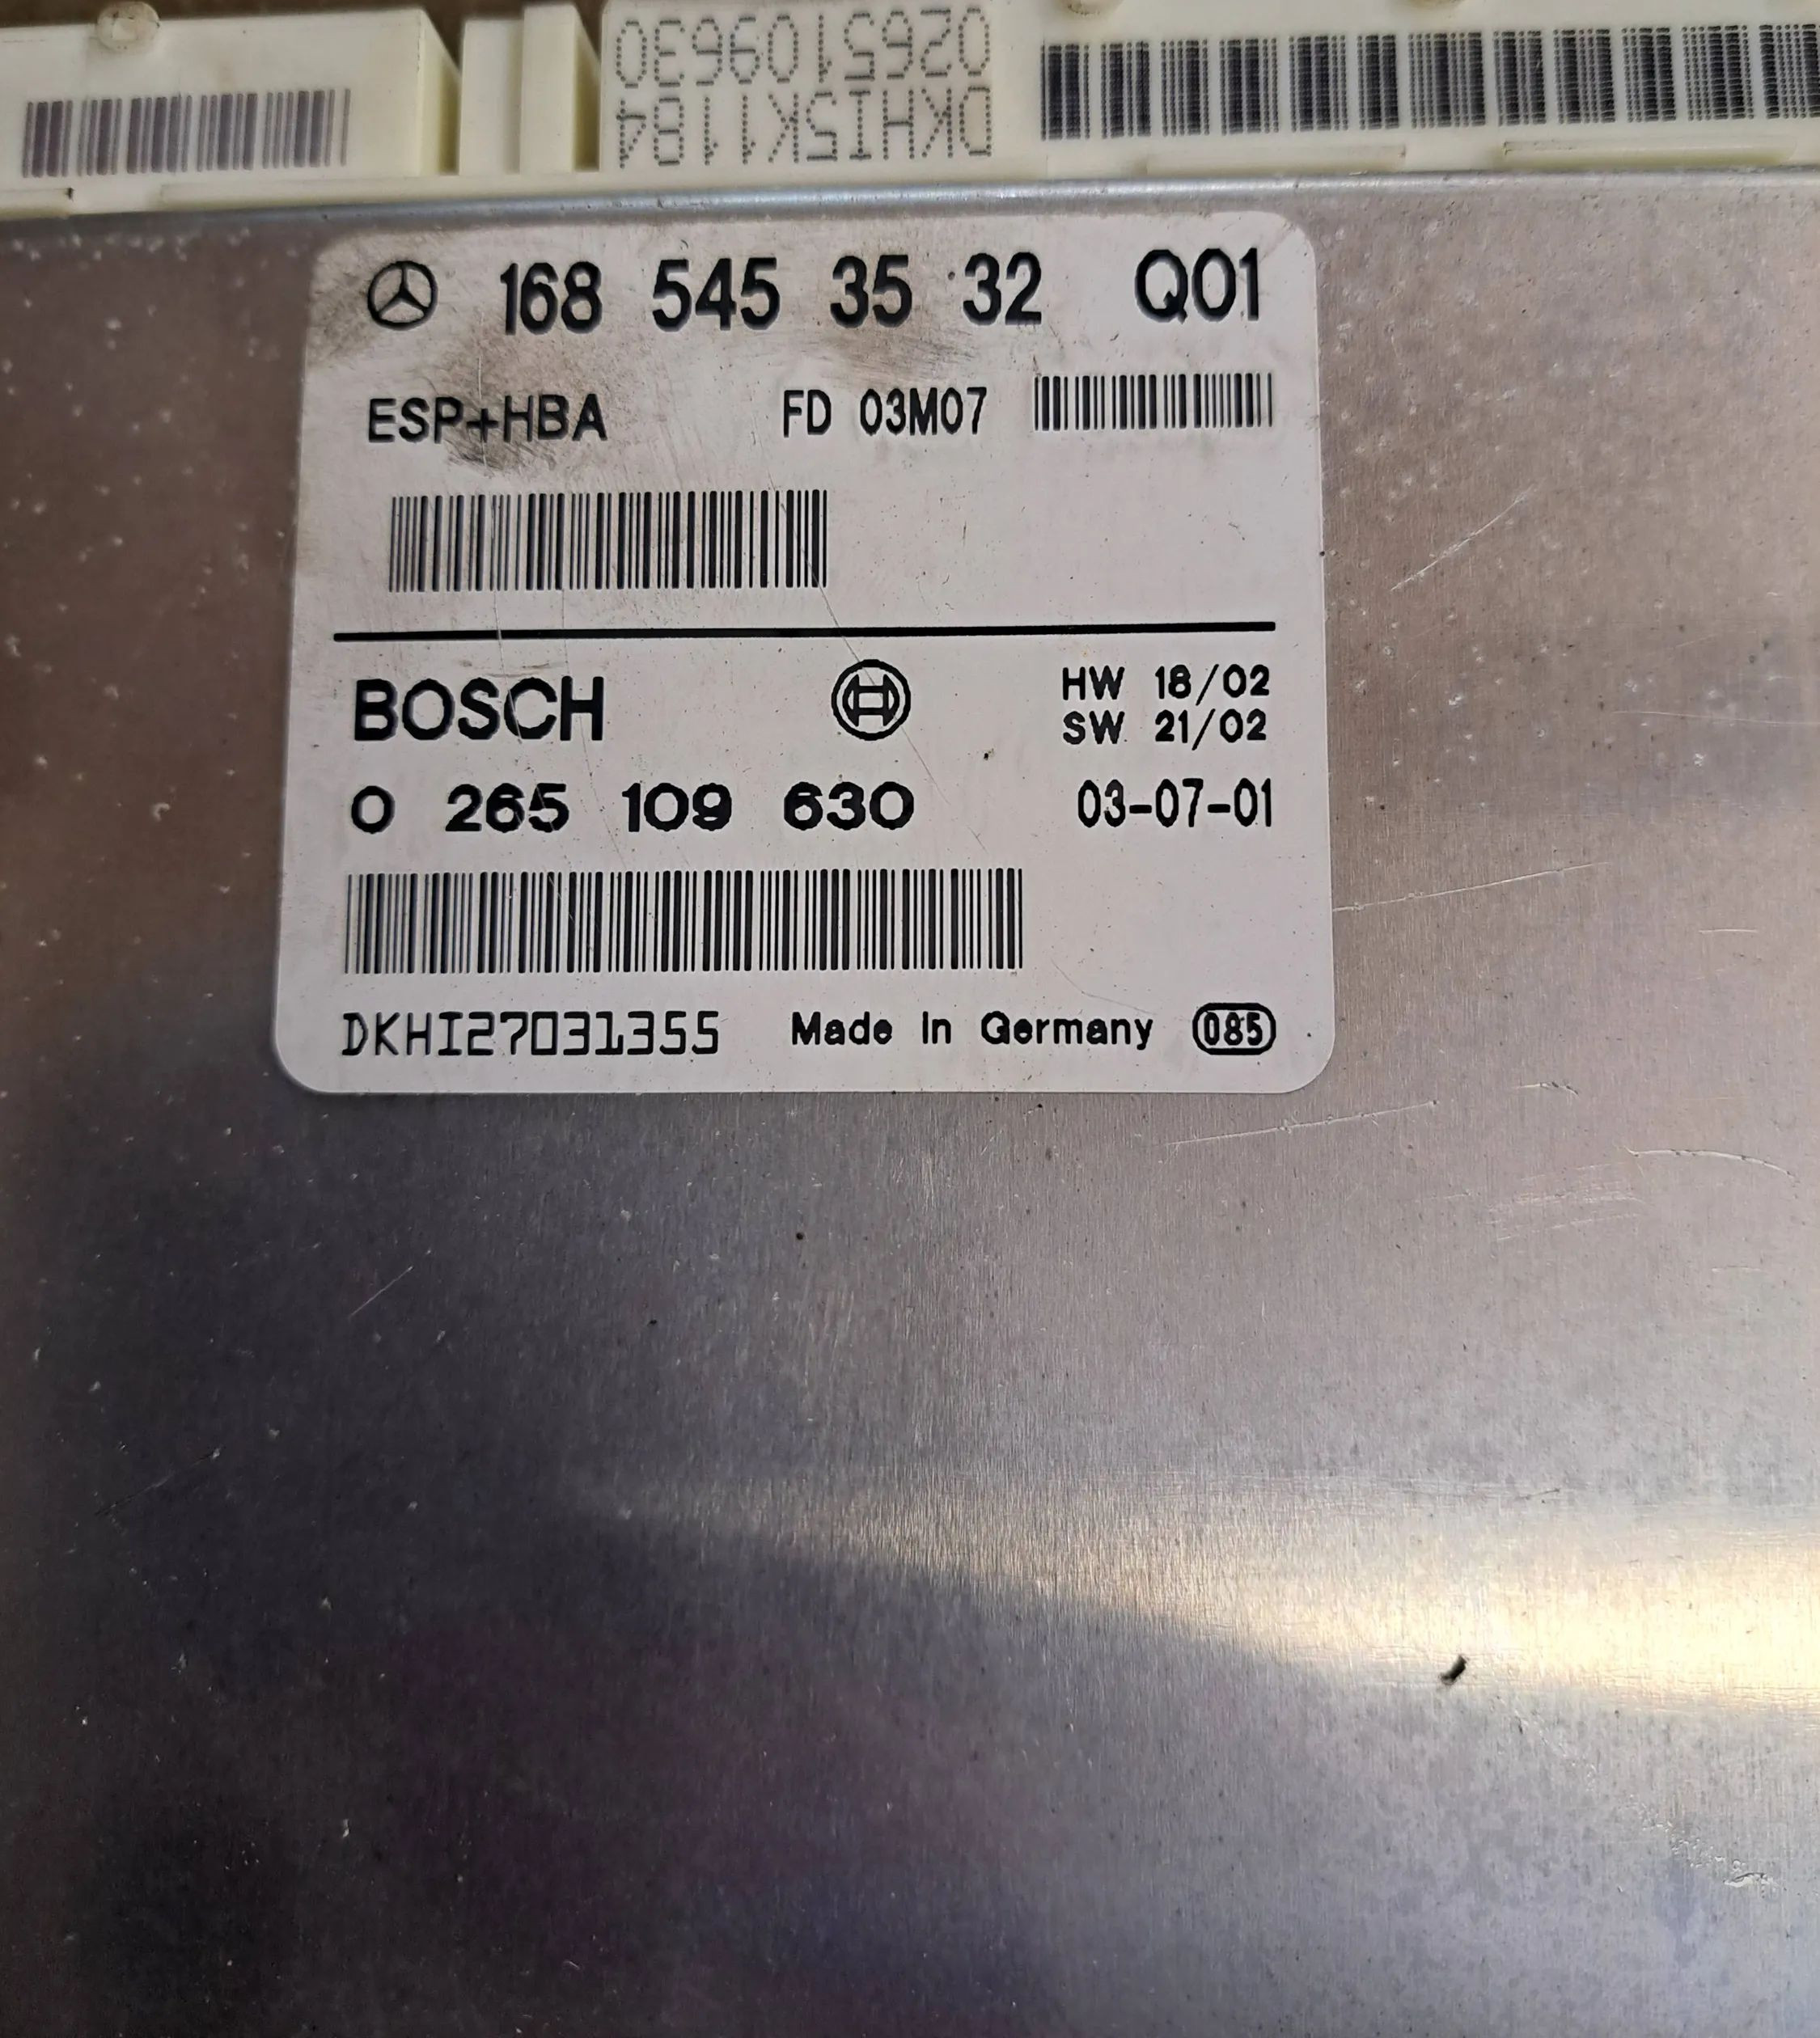 0265109630
DKHI5K11B4
168 545 35 32 Q01
ESP+HBA FD 03M07
BOSCH HW 18/02
SW 21/02
0 265 109 630 03-07-01
DKHI27031355 Made in Germany 085